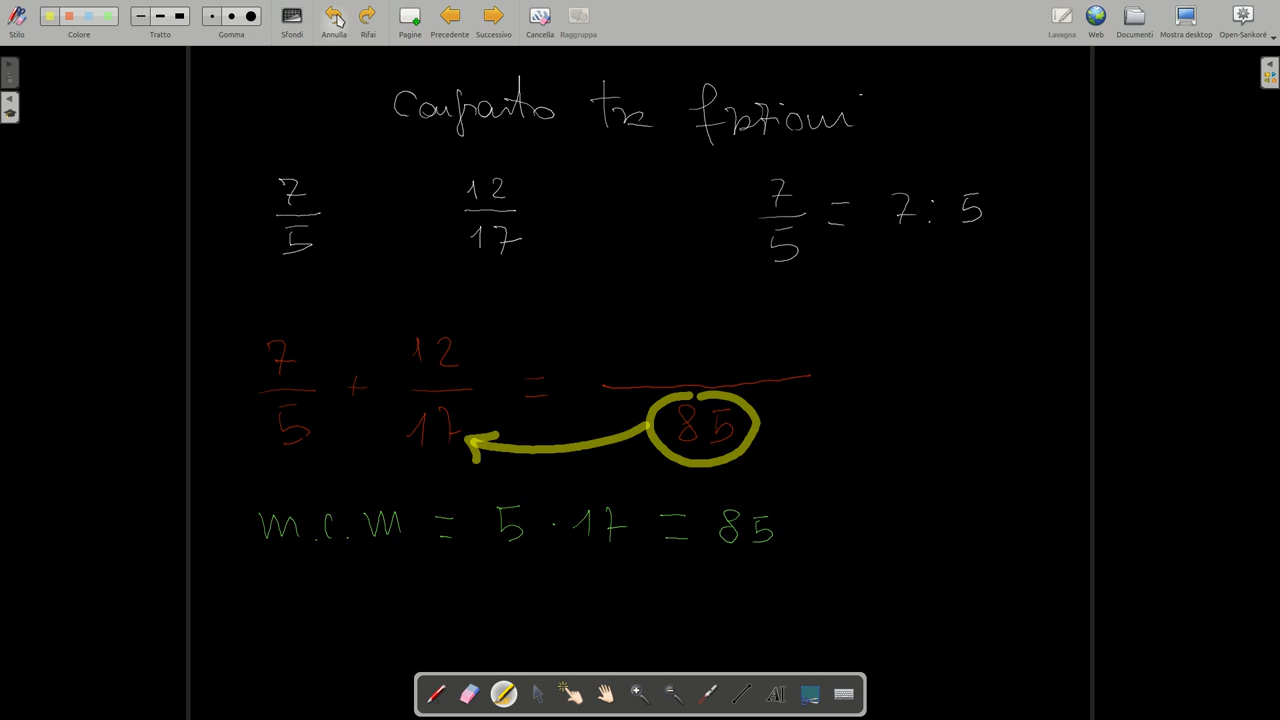 Stilo Colore Tratto Gomma Sfondi Annulla Rifai Pagine Precedente Successivo Cancella Raggruppa Lavagna Web Documenti Mostra desktop Open-Sankoré
Confronto tra frazioni
7/5 12/17 7/5 = 7 : 5
7/5 + 12/17 = /85
m.c.m = 5 · 17 = 85
AI